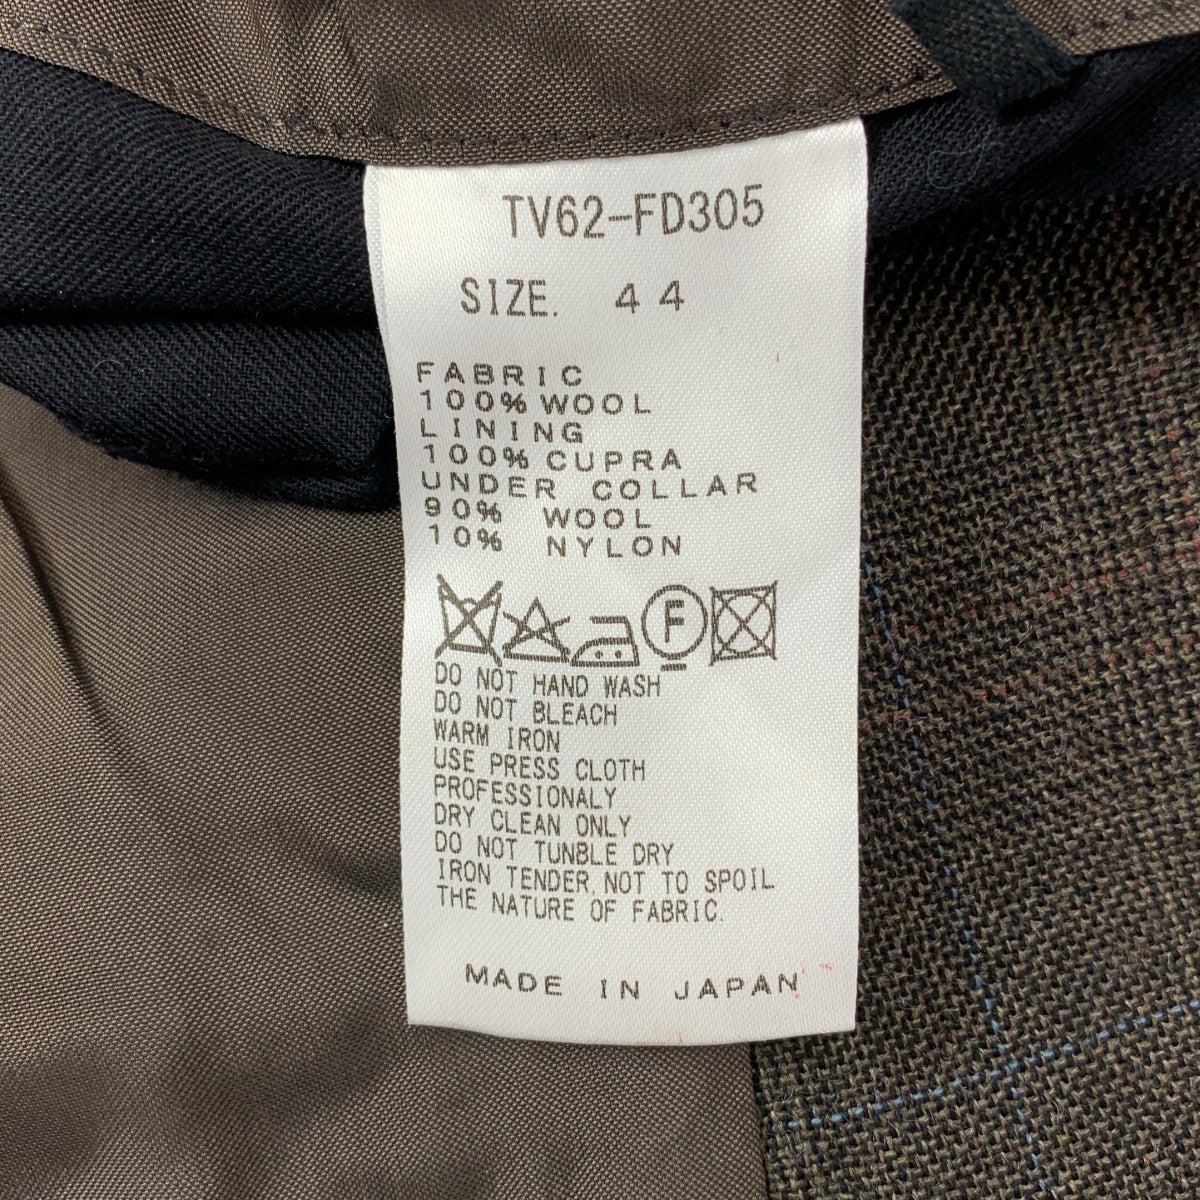 TV62-FD305
SIZE. 44
FABRIC
100% WOOL
LINING
100% CUPRA
UNDER COLLAR
90% WOOL
10% NYLON
F
DO NOT HAND WASH
DO NOT BLEACH
WARM IRON
USE PRESS CLOTH
PROFESSIONALY
DRY CLEAN ONLY
DO NOT TUNBLE DRY
IRON TENDER, NOT TO SPOIL
THE NATURE OF FABRIC.
MADE IN JAPAN